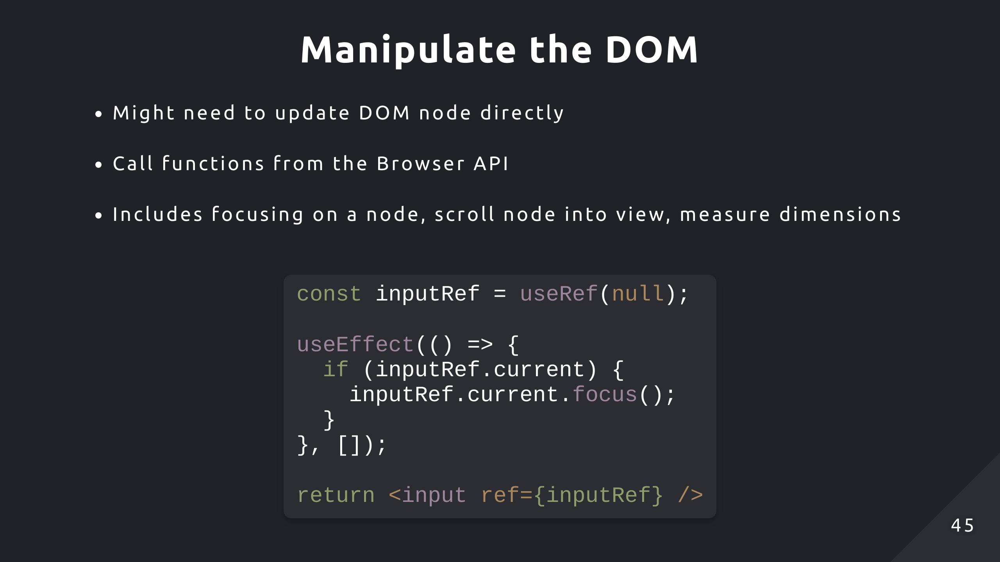 Manipulate the DOM
• Might need to update DOM node directly
• Call functions from the Browser API
• Includes focusing on a node, scroll node into view, measure dimensions
const inputRef = useRef(null);

useEffect(() => {
  if (inputRef.current) {
    inputRef.current.focus();
  }
}, []);

return <input ref={inputRef} />
45